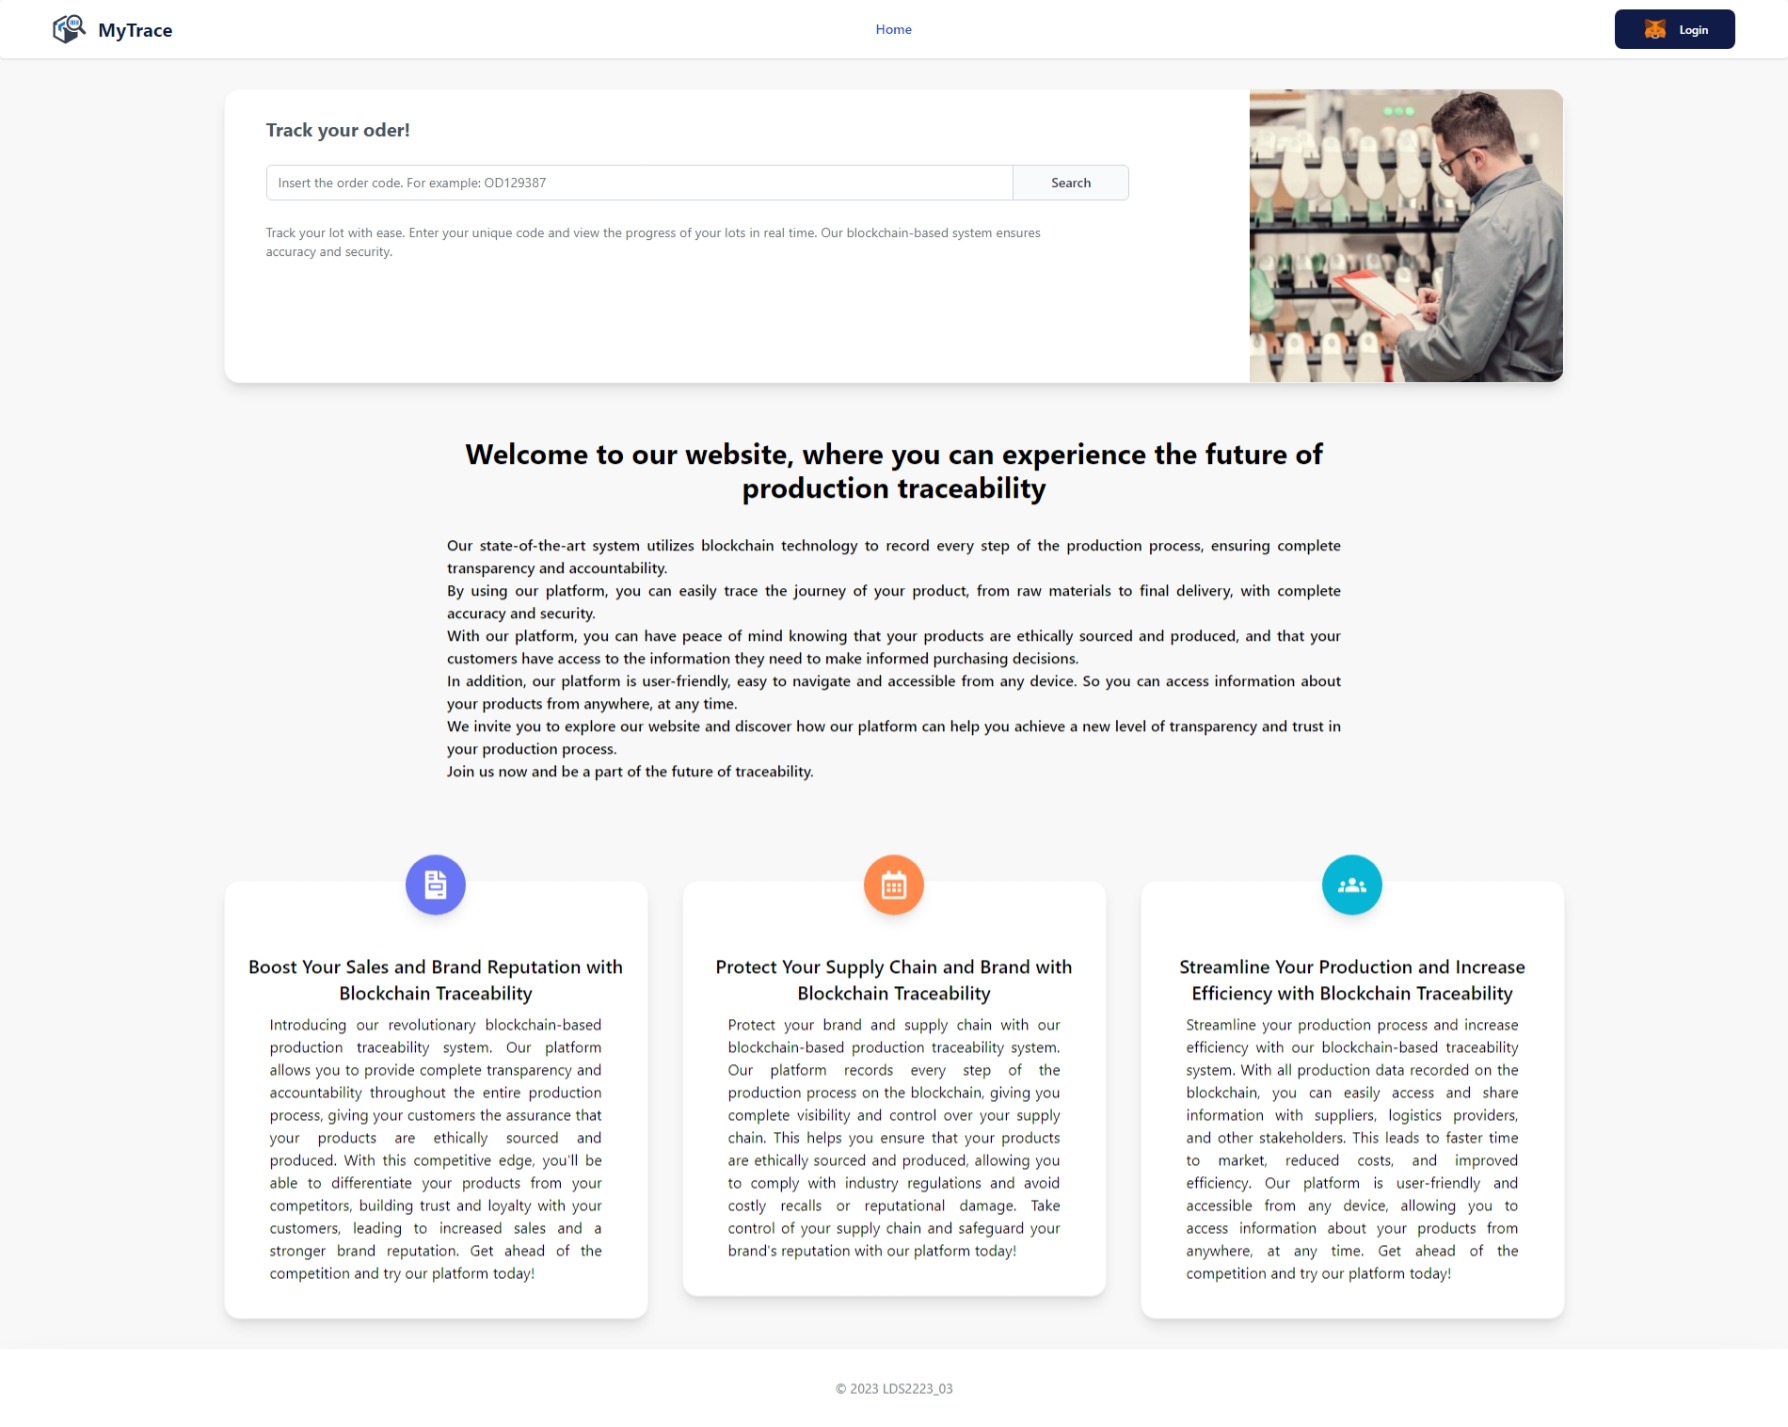 MyTrace
Home
Login
Track your oder!
Insert the order code. For example: OD129387
Search
Track your lot with ease. Enter your unique code and view the progress of your lots in real time. Our blockchain-based system ensures
accuracy and security.
Welcome to our website, where you can experience the future of
production traceability
Our state-of-the-art system utilizes blockchain technology to record every step of the production process, ensuring complete
transparency and accountability.
By using our platform, you can easily trace the journey of your product, from raw materials to final delivery, with complete
accuracy and security.
With our platform, you can have peace of mind knowing that your products are ethically sourced and produced, and that your
customers have access to the information they need to make informed purchasing decisions.
In addition, our platform is user-friendly, easy to navigate and accessible from any device. So you can access information about
your products from anywhere, at any time.
We invite you to explore our website and discover how our platform can help you achieve a new level of transparency and trust in
your production process.
Join us now and be a part of the future of traceability.
Boost Your Sales and Brand Reputation with
Blockchain Traceability
Introducing our revolutionary blockchain-based
production traceability system. Our platform
allows you to provide complete transparency and
accountability throughout the entire production
process, giving your customers the assurance that
your products are ethically sourced and
produced. With this competitive edge, you'll be
able to differentiate your products from your
competitors, building trust and loyalty with your
customers, leading to increased sales and a
stronger brand reputation. Get ahead of the
competition and try our platform today!
Protect Your Supply Chain and Brand with
Blockchain Traceability
Protect your brand and supply chain with our
blockchain-based production traceability system.
Our platform records every step of the
production process on the blockchain, giving you
complete visibility and control over your supply
chain. This helps you ensure that your products
are ethically sourced and produced, allowing you
to comply with industry regulations and avoid
costly recalls or reputational damage. Take
control of your supply chain and safeguard your
brand's reputation with our platform today!
Streamline Your Production and Increase
Efficiency with Blockchain Traceability
Streamline your production process and increase
efficiency with our blockchain-based traceability
system. With all production data recorded on the
blockchain, you can easily access and share
information with suppliers, logistics providers,
and other stakeholders. This leads to faster time
to market, reduced costs, and improved
efficiency. Our platform is user-friendly and
accessible from any device, allowing you to
access information about your products from
anywhere, at any time. Get ahead of the
competition and try our platform today!
© 2023 LDS2223_03